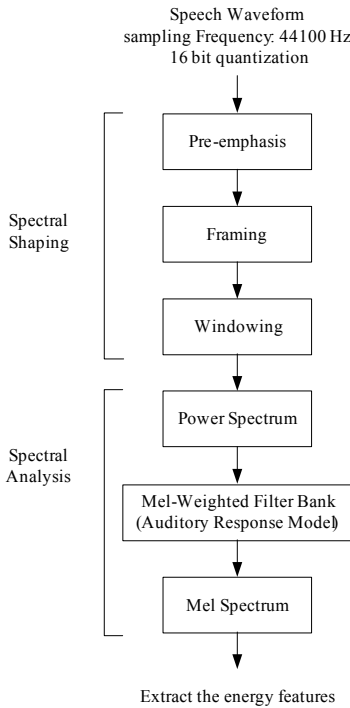 Speech Waveform
sampling Frequency: 44100 Hz
16 bit quantization
Pre-emphasis
Spectral
Shaping
Framing
Windowing
Power Spectrum
Spectral
Analysis
Mel-Weighted Filter Bank
(Auditory Response Model)
Mel Spectrum
Extract the energy features